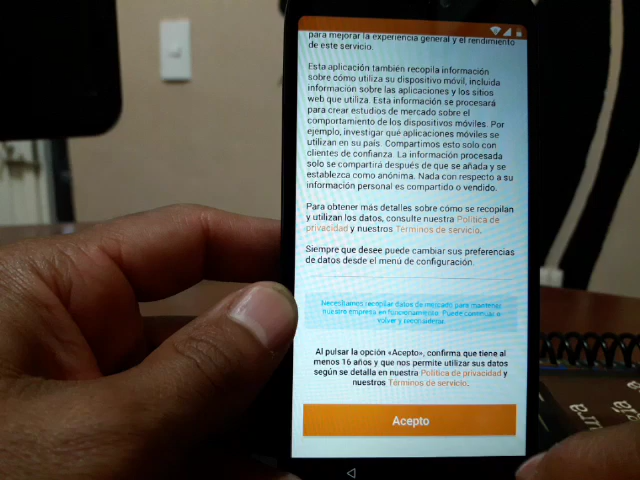 para mejorar la experiencia general y el rendimiento
de este servicio.
Esta aplicación también recopila información
sobre cómo utiliza su dispositivo móvil, incluida
información sobre las aplicaciones y los sitios
web que utiliza. Esta información se procesará
para crear estudios de mercado sobre el
comportamiento de los dispositivos móviles. Por
ejemplo, investigar qué aplicaciones móviles se
utilizan en su país. Compartimos esto solo con
clientes de confianza. La información procesada
solo se compartirá después de que se añada y se
establezca como anónima. Nada con respecto a su
información personal es compartido o vendido.
Para obtener más detalles sobre cómo se recopilan
y utilizan los datos, consulte nuestra Política de
privacidad y nuestros Términos de servicio.
Siempre que desee puede cambiar sus preferencias
de datos desde el menú de configuración.
Necesitamos recopilar datos de mercado para mantener
nuestra empresa en funcionamiento. Puede continuar o
volver y
Al pulsar la opción «Acepto», confirma que tiene al
menos 16 años y que nos permite utilizar sus datos
según se detalla en nuestra Política de privacidad y
nuestros Términos de servicio.
Acepto